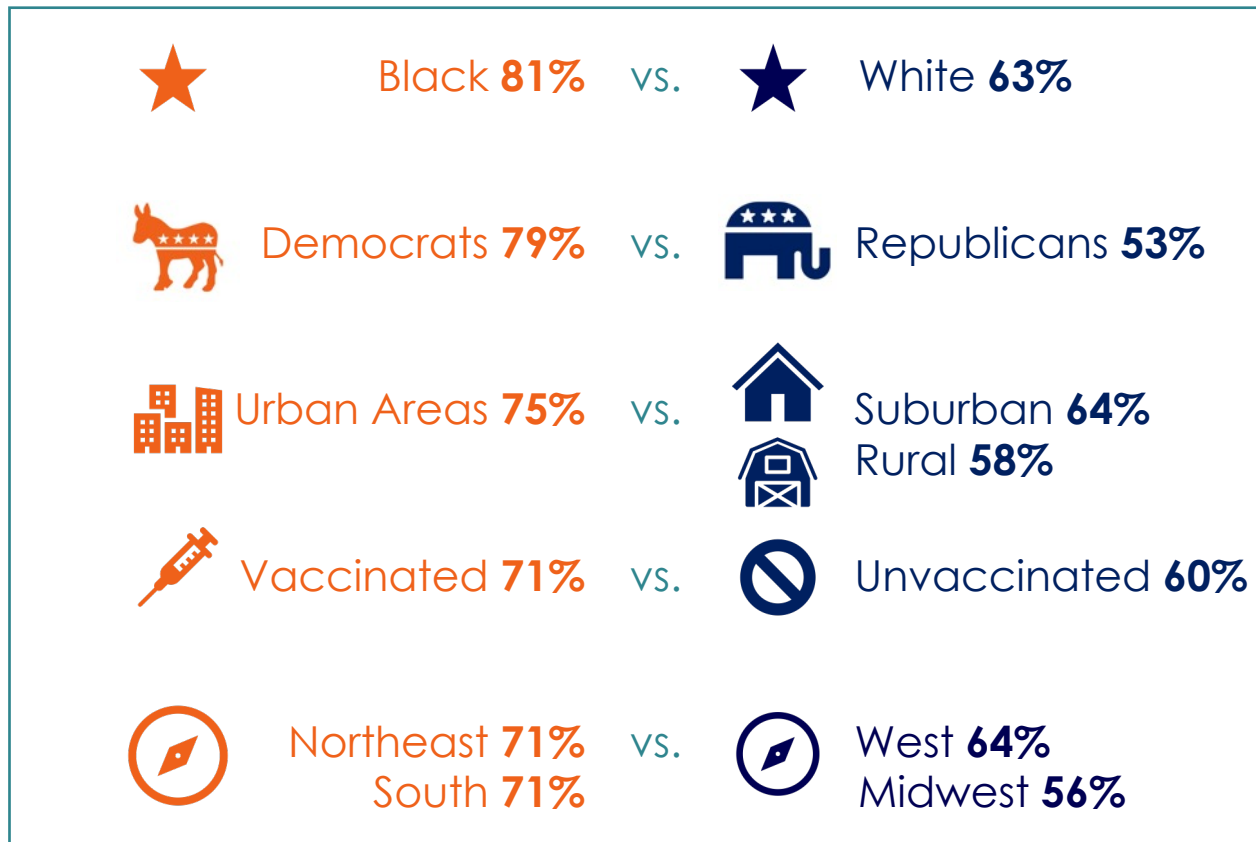 Black 81% vs. White 63%
Democrats 79% vs. Republicans 53%
Urban Areas 75% vs. Suburban 64%
Rural 58%
Vaccinated 71% vs. Unvaccinated 60%
Northeast 71% vs. West 64%
South 71% Midwest 56%